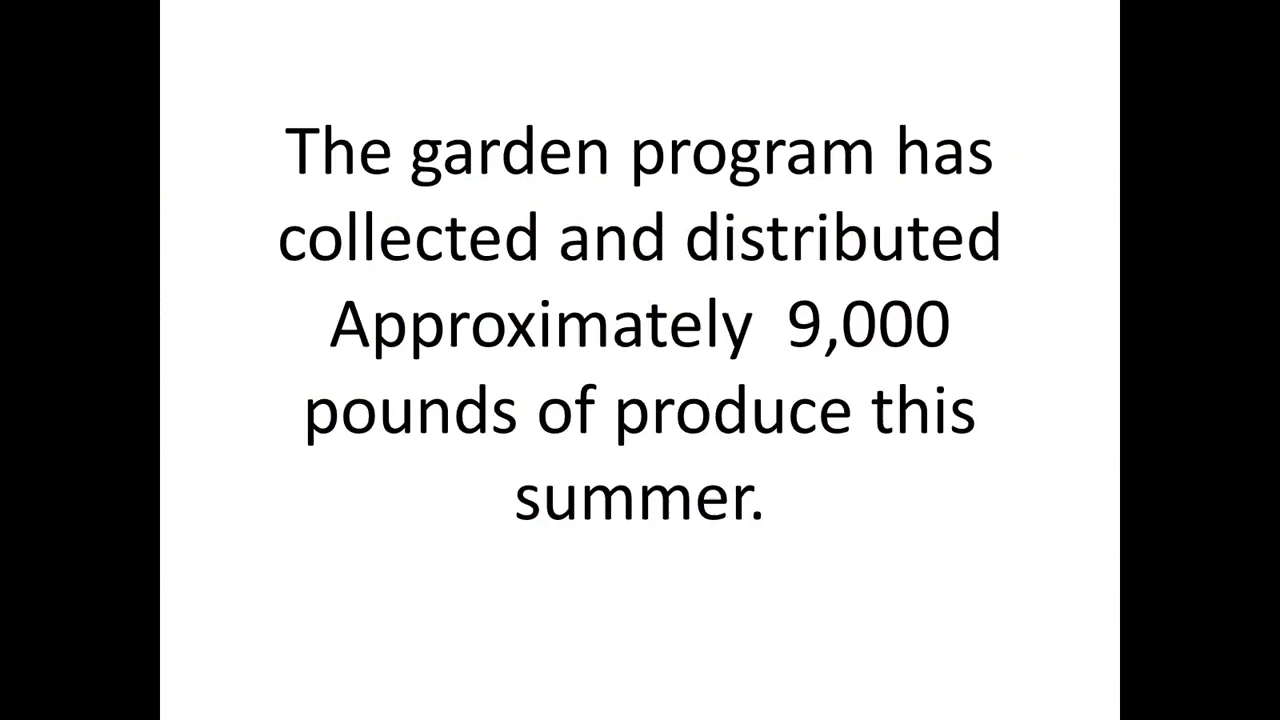 The garden program has
collected and distributed
Approximately  9,000
pounds of produce this
summer.